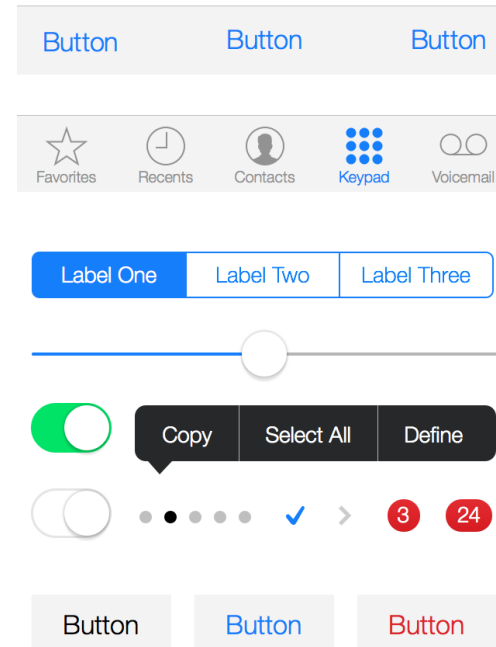 Button Button Button
Favorites Recents Contacts Keypad Voicemail
Label One Label Two Label Three
Copy Select All Define
3 24
Button Button Button